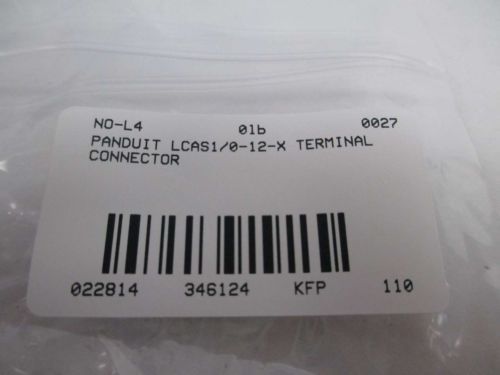 NO-L4 01b 0027
PANDUIT LCAS1/0-12-X TERMINAL
CONNECTOR
022814 346124 KFP 110